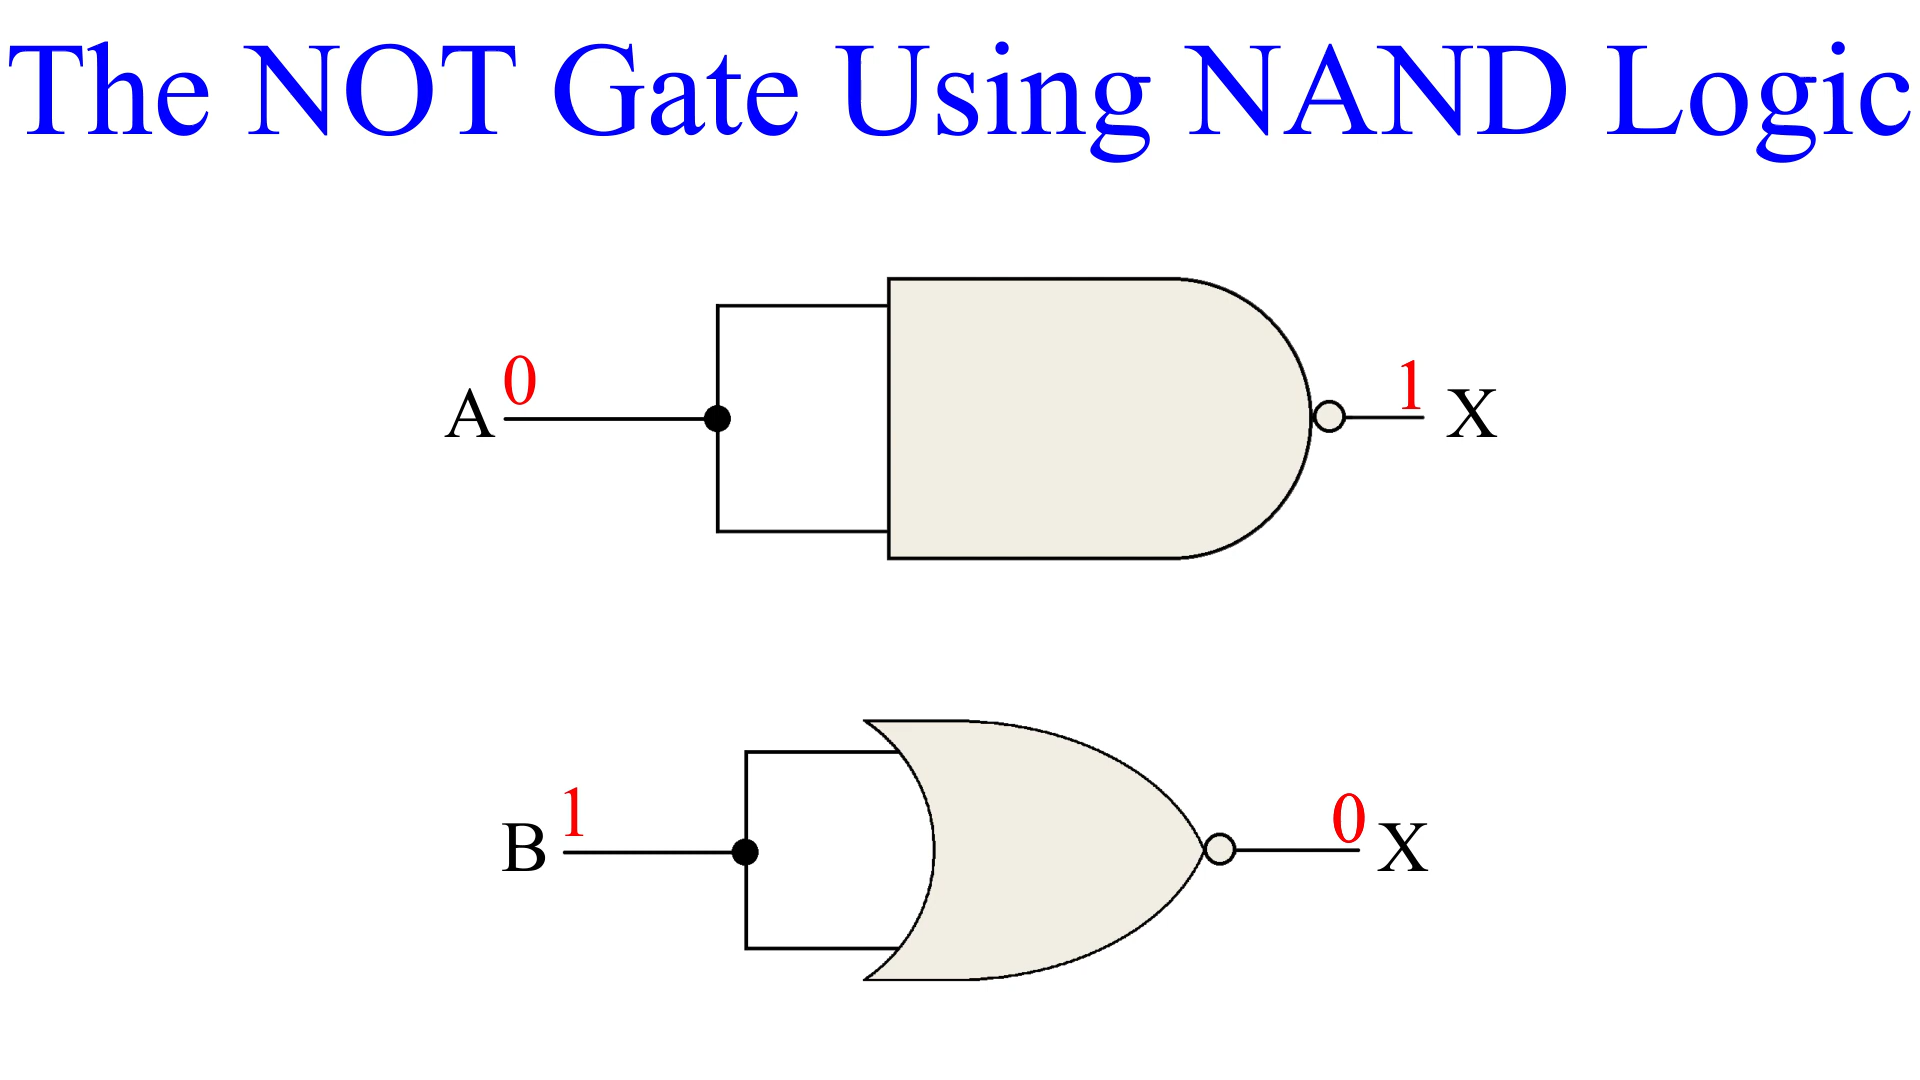 The NOT Gate Using NAND Logic
A 0 1 X
B 1 0 X